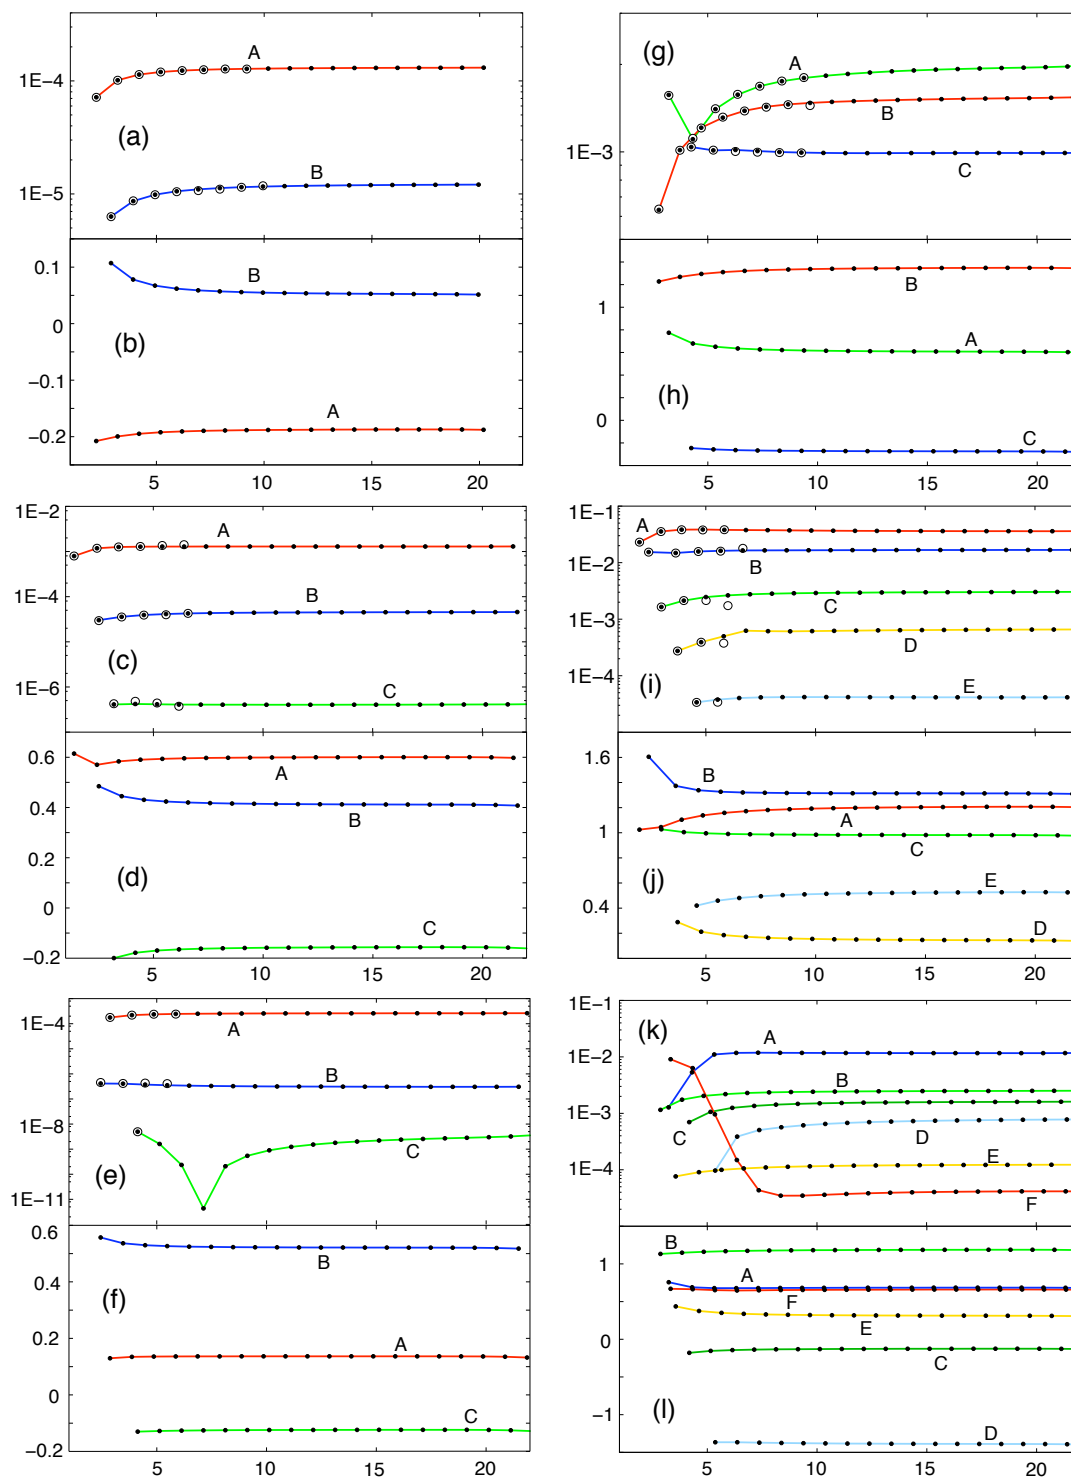 1E−4
A
(a)
B
1E−5
0.1
B
0
(b)
−0.1
A
−0.2
5 10 15 20
(g)
A
B
1E−3
C
1
B
A
(h)
0
C
5 10 15 20
1E−2
A
1E−4
B
(c)
1E−6
C
0.6
A
0.4
B
0.2
(d)
0
C
−0.2
5 10 15 20
1E−1
A
1E−2
B
C
1E−3
D
(i)
1E−4
E
1.6
B
A
1
C
(j)
E
0.4
D
5 10 15 20
1E−4
A
B
1E−8
C
(e)
1E−11
0.6
B
0.4
(f)
0.2
A
0
C
−0.2
5 10 15 20
1E−1
(k)
A
1E−2
B
1E−3
C
D
E
1E−4
F
B
1
A
F
E
0
C
−1
(l)
D
5 10 15 20